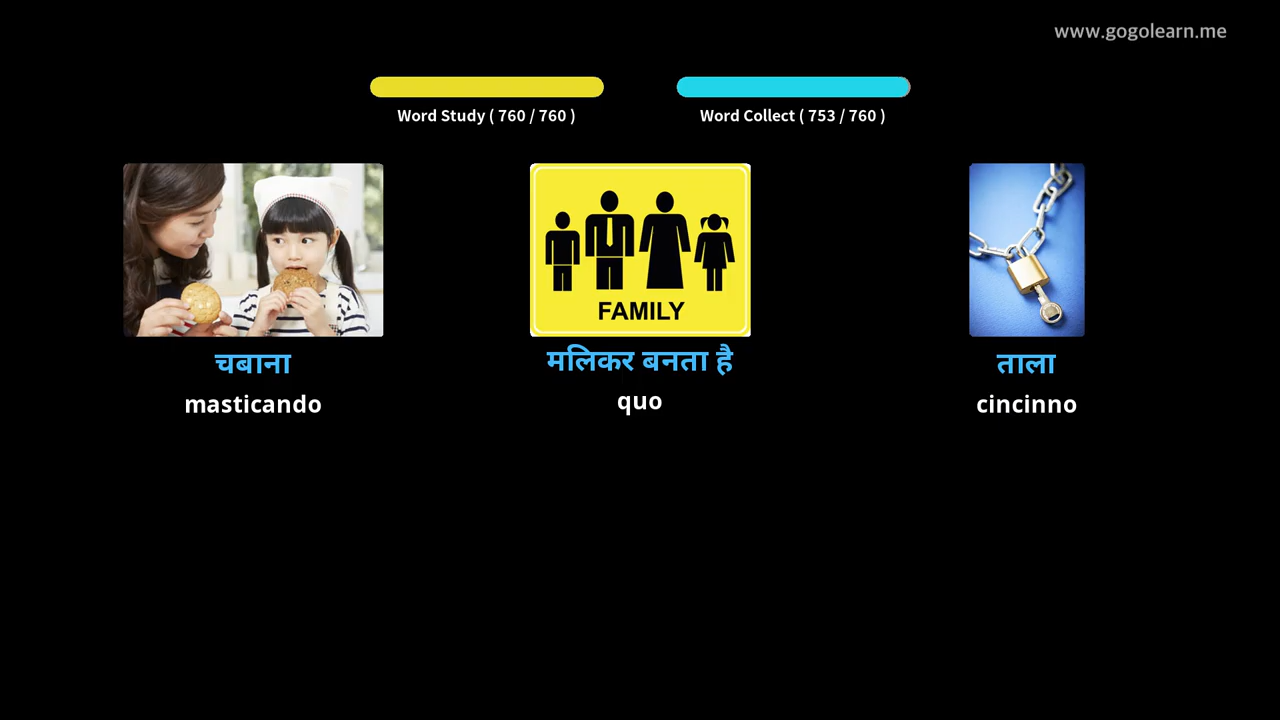 www.gogolearn.me
Word Study ( 760 / 760 )
Word Collect ( 753 / 760 )
FAMILY
चबाना
मलिकर बनता है
ताला
masticando
quo
cincinno